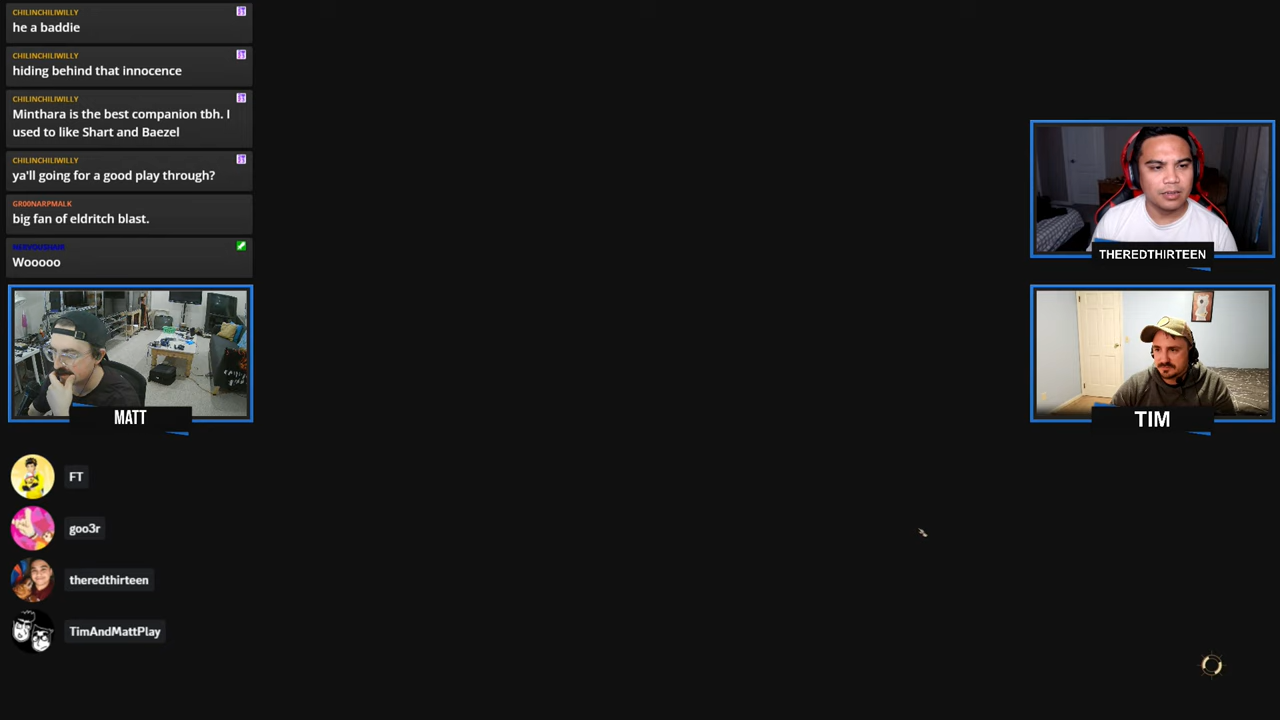 CHILINCHILIWILLY
he a baddie
CHILINCHILIWILLY
hiding behind that innocence
CHILINCHILIWILLY
Minthara is the best companion tbh. I
used to like Shart and Baezel
CHILINCHILIWILLY
ya'll going for a good play through?
GR00NARPMALK
big fan of eldritch blast.
NERVOUSHAIR
Wooooo
THEREDTHIRTEEN
MATT
TIM
FT
goo3r
theredthirteen
TimAndMattPlay